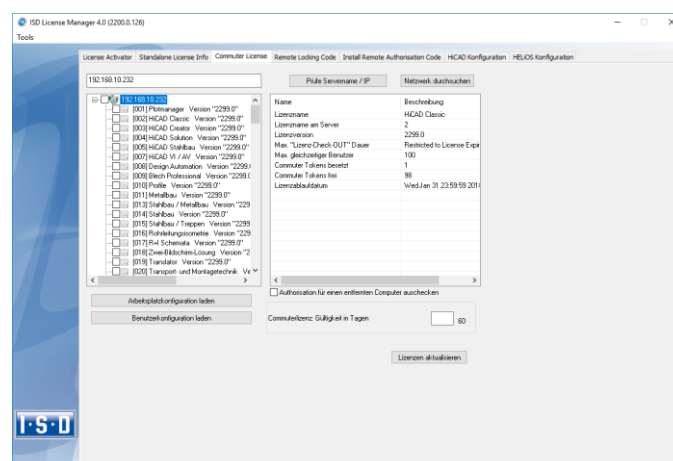 ISD License Manager 4.0 (2200.0.126)
Tools
License Activator Standalone License Info Commuter License Remote Locking Code Install Remote Authorisation Code HiCAD Konfiguration HELiOS Konfiguration
192.168.10.232
Prüfe Servername / IP
Netzwerk durchsuchen
192.168.10.232
[001] Plotmanager Version "2299.0"
[002] HiCAD Classic Version "2299.0"
[003] HiCAD Creator Version "2299.0"
[004] HiCAD Solution Version "2299.0"
[005] HiCAD Stahlbau Version "2299.0"
[007] HiCAD VI / AV Version "2299.0"
[008] Design Automation Version "2299.(
[009] Blech Professional Version "2299.(
[010] Profile Version "2299.0"
[011] Metallbau Version "2299.0"
[013] Stahlbau / Metallbau Version "229
[014] Stahlbau Version "2299.0"
[015] Stahlbau / Treppen Version "2299
[016] Rohrleitungsisometrie Version "2299
[017] R+I Schemata Version "2299.0"
[018] Zwei-Bildschirm-Lösung Version "2
[019] Translator Version "2299.0"
[020] Transport- und Montagetechnik Ve
Name Beschreibung
Lizenzname HiCAD Classic
Lizenzname am Server 2
Lizenzversion 2299.0
Max. "Lizenz-Check-OUT" Dauer Restricted to License Expir
Max. gleichzeitiger Benutzer 100
Commuter Tokens besetzt 1
Commuter Tokens frei 98
Lizenzablaufdatum Wed Jan 31 23:59:59 201
Authorisation für einen entfernten Computer auschecken
Arbeitsplatzkonfiguration laden
Benutzerkonfiguration laden
Commuterlizenz: Gültigkeit in Tagen 60
Lizenzen aktualisieren
I·S·D